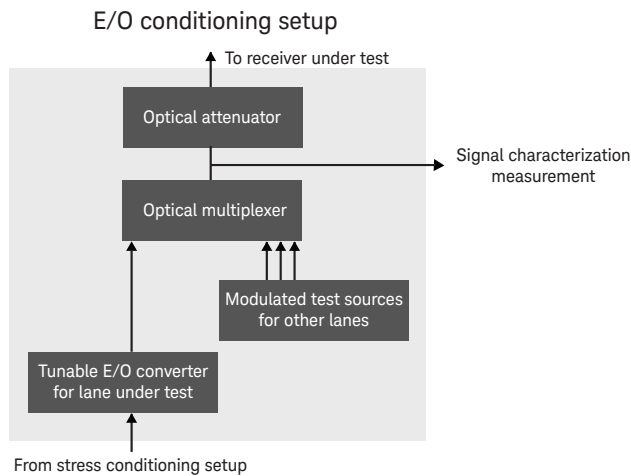 E/O conditioning setup
To receiver under test
Optical attenuator
Signal characterization
measurement
Optical multiplexer
Modulated test sources
for other lanes
Tunable E/O converter
for lane under test
From stress conditioning setup